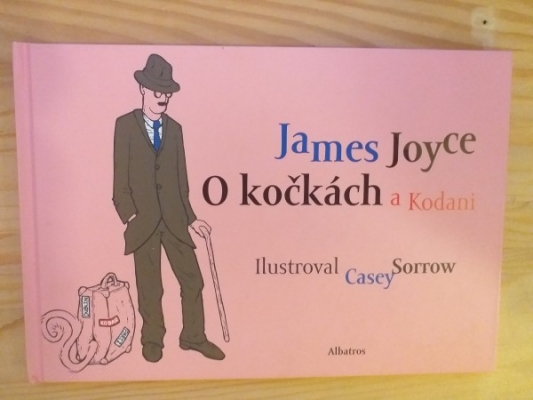 James Joyce
O kočkách a Kodani
Ilustroval Casey Sorrow
Albatros